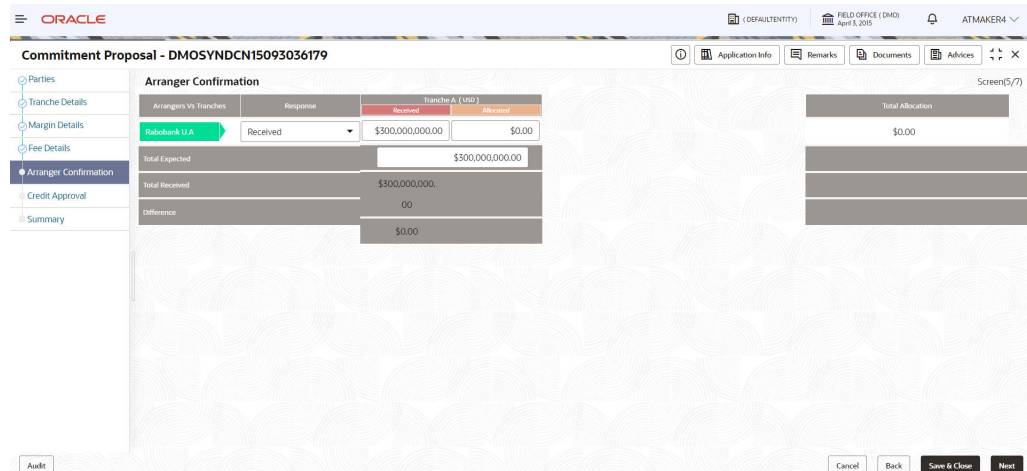 ORACLE
(DEFAULTENTITY)
FIELD OFFICE ( DMO)
April 3, 2015
ATMAKER4
Commitment Proposal - DMOSYNDCN15093036179
Application Info
Remarks
Documents
Advices
Parties
Tranche Details
Margin Details
Fee Details
Arranger Confirmation
Credit Approval
Summary
Arranger Confirmation
Screen(5/7)
Arrangers Vs Tranches
Response
Tranche A ( USD )
Received
Allocated
Total Allocation
Rabobank U.A
Received
$300,000,000.00
$0.00
$0.00
Total Expected
$300,000,000.00
Total Received
$300,000,000.
00
Difference
$0.00
Audit
Cancel
Back
Save & Close
Next